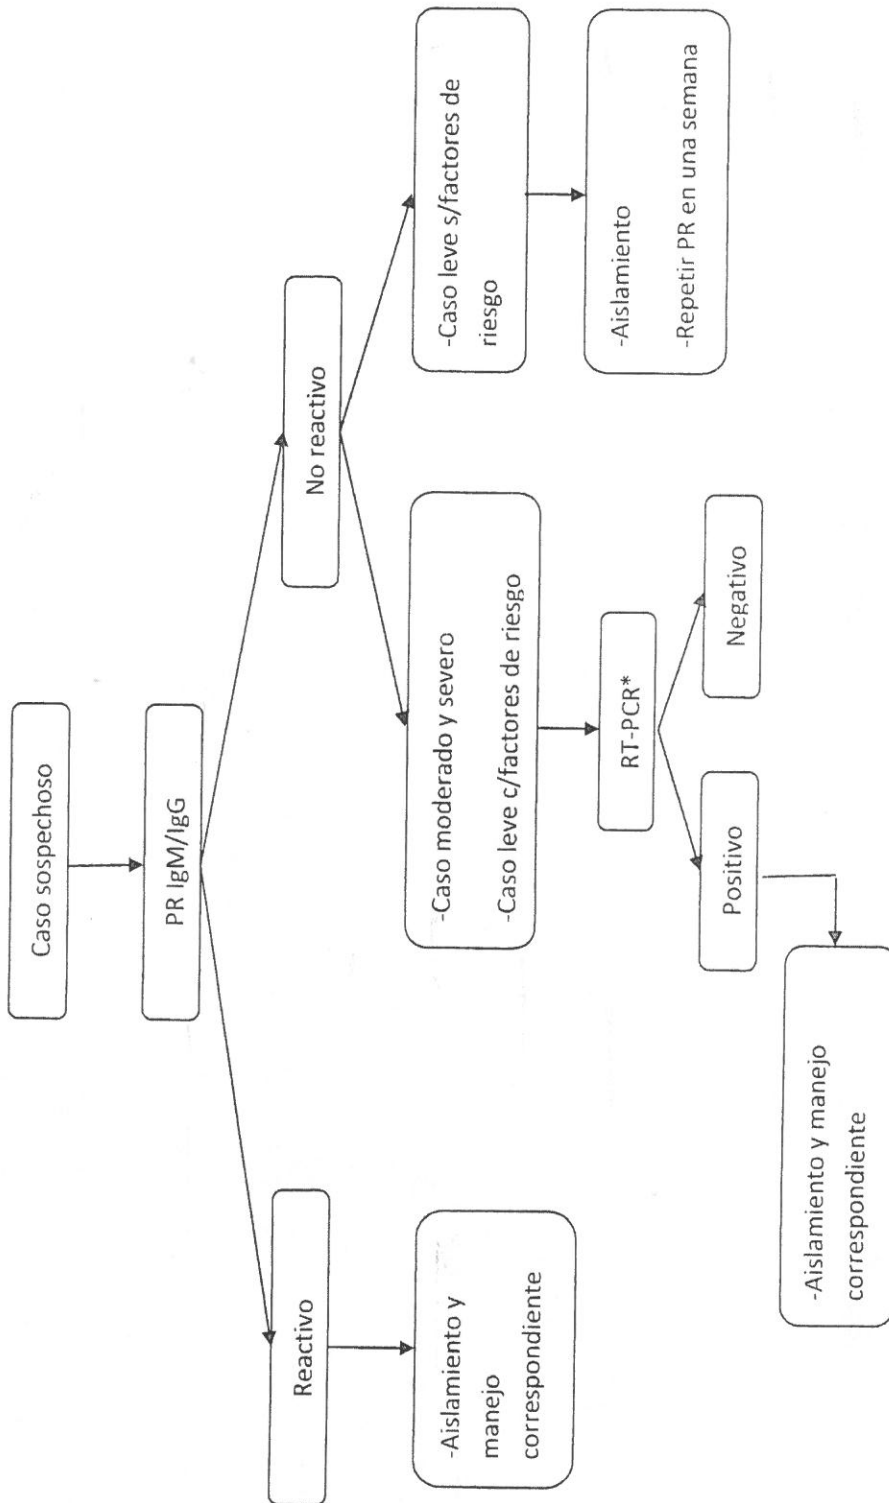 Caso sospechoso
PR IgM/IgG
Reactivo
No reactivo
-Aislamiento y
manejo
correspondiente
-Caso moderado y severo
-Caso leve c/factores de riesgo
-Caso leve s/factores de
riesgo
RT-PCR*
-Aislamiento
-Repetir PR en una semana
Positivo
Negativo
-Aislamiento y manejo
correspondiente